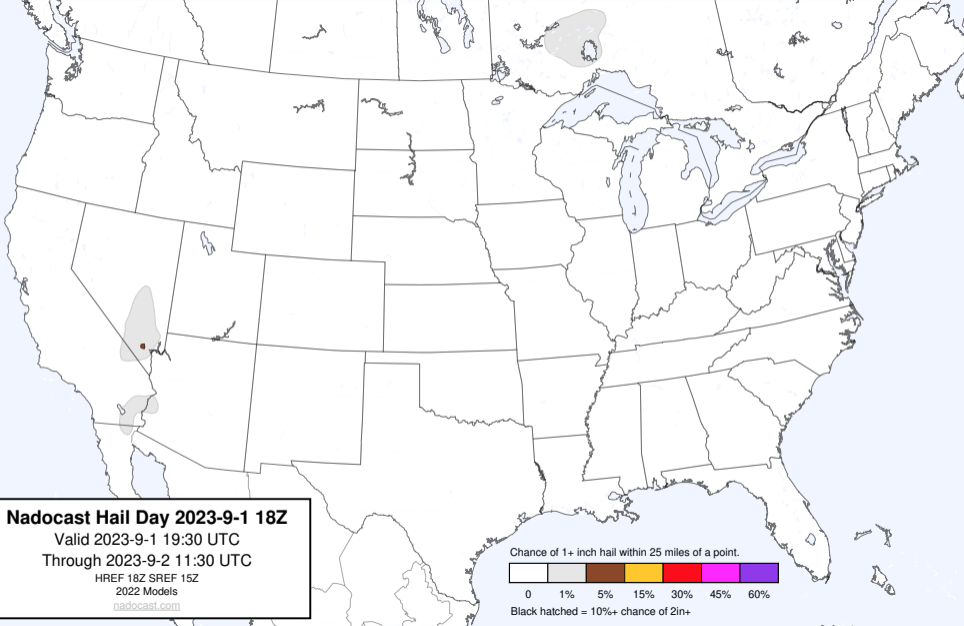 Nadocast Hail Day 2023-9-1 18Z
Valid 2023-9-1 19:30 UTC
Through 2023-9-2 11:30 UTC
HREF 18Z SREF 15Z
2022 Models
nadocast.com
Chance of 1+ inch hail within 25 miles of a point.
0 1% 5% 15% 30% 45% 60%
Black hatched = 10%+ chance of 2in+